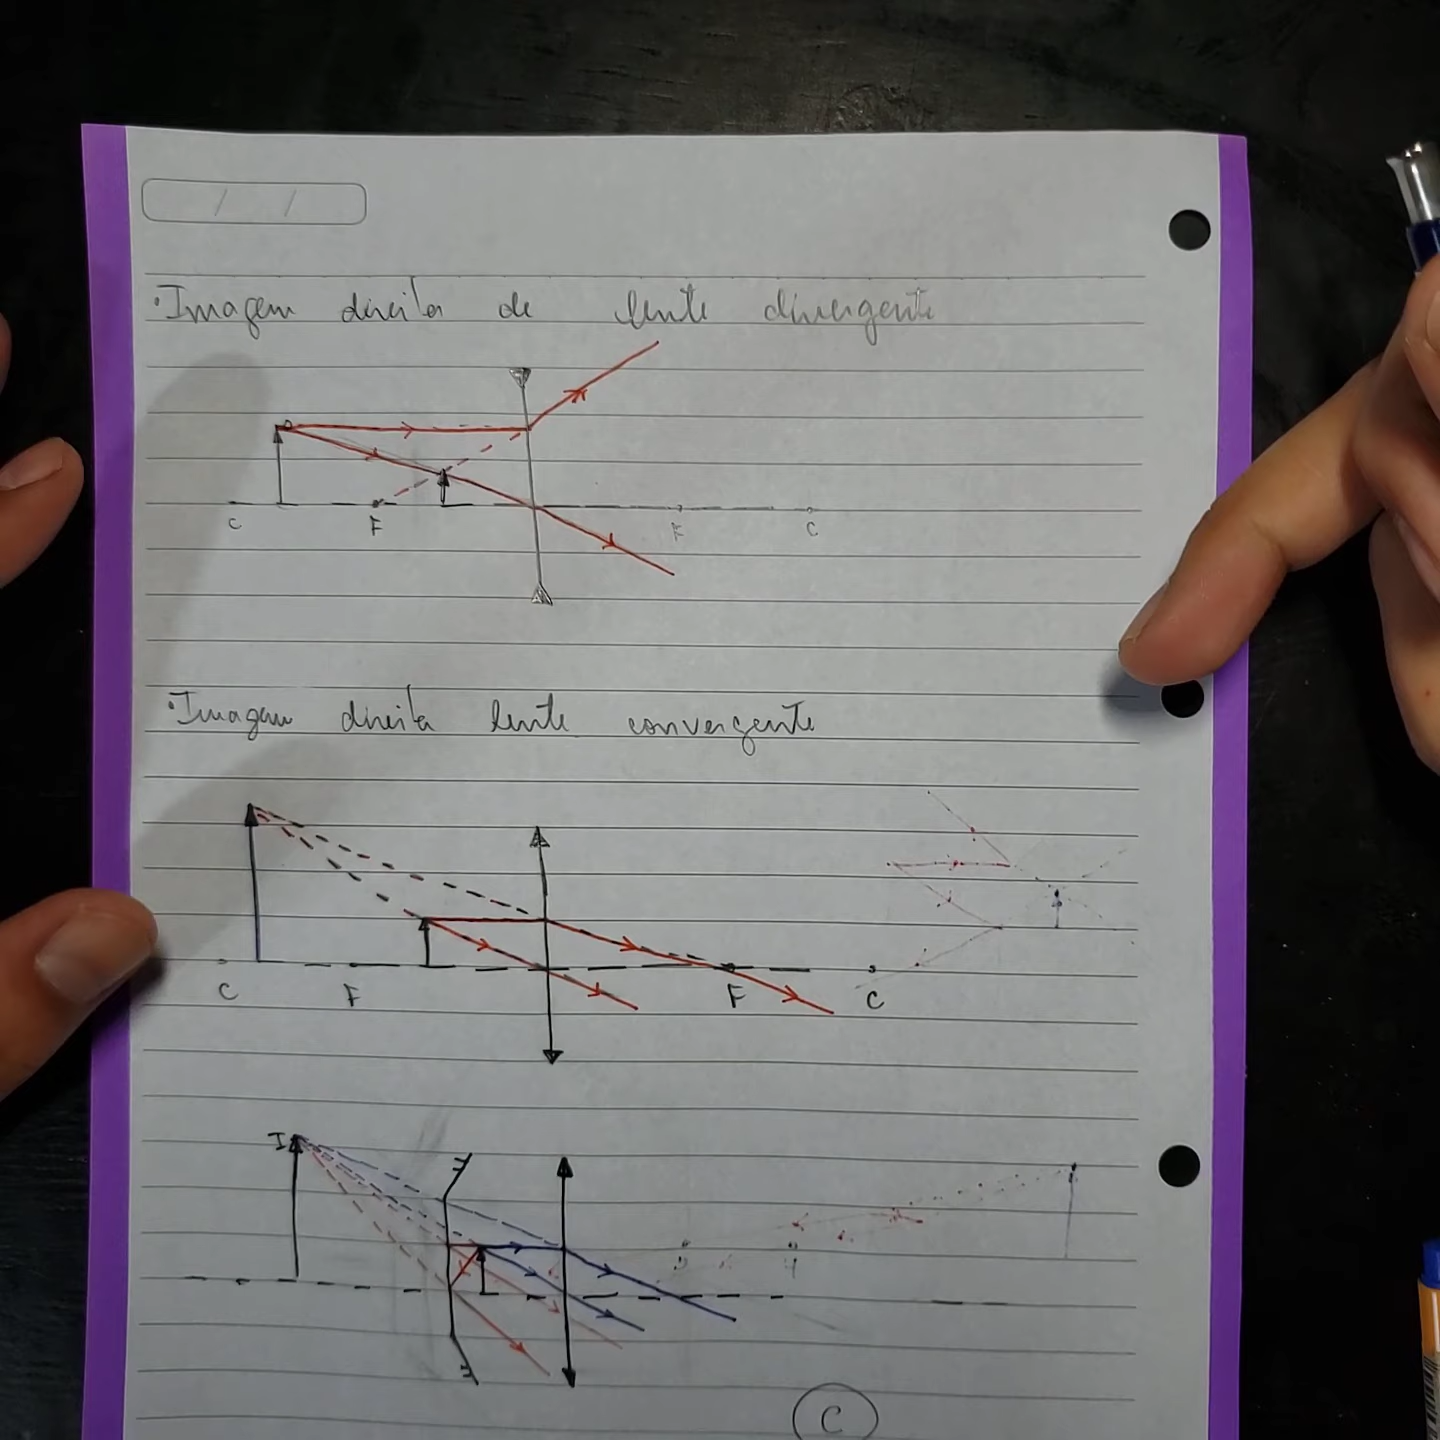 / /
•Imagem direita de lente divergente
C F F C
•Imagem direita lente convergente
C F F C
I
C